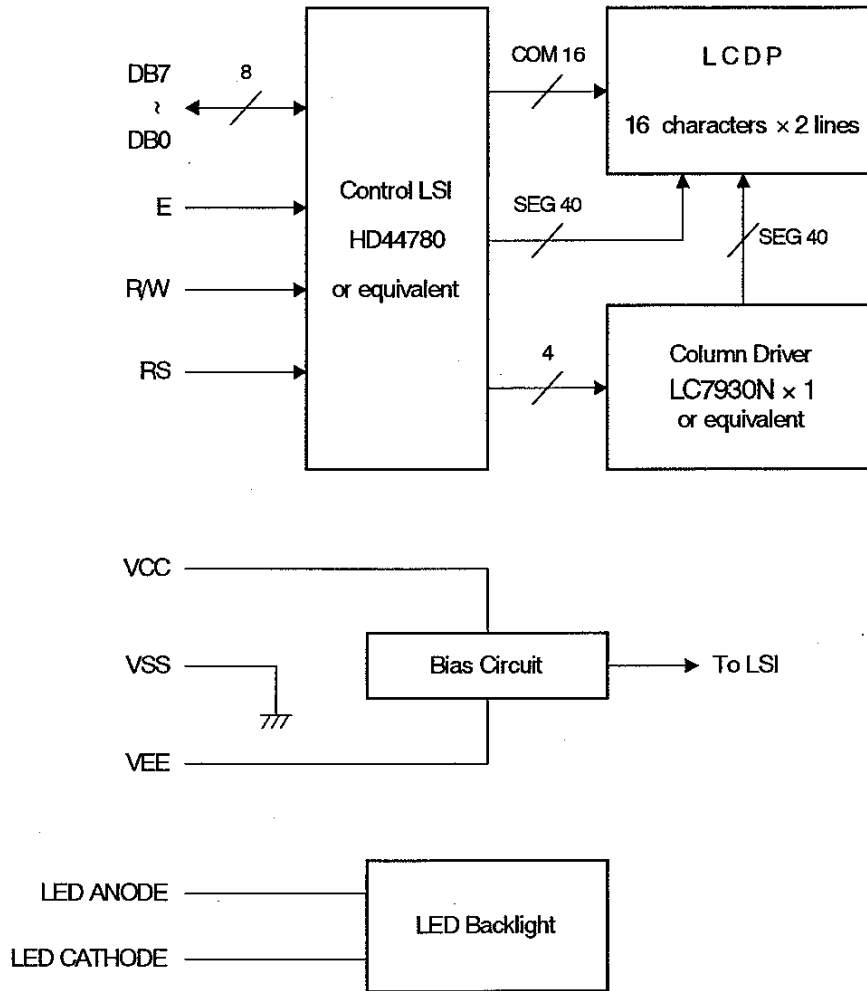 DB7
~
DB0
8
E
R/W
RS
Control LSI
HD44780
or equivalent
COM 16
SEG 40
4
LCDP
16 characters × 2 lines
SEG 40
Column Driver
LC7930N × 1
or equivalent
VCC
VSS
VEE
Bias Circuit
To LSI
LED ANODE
LED CATHODE
LED Backlight